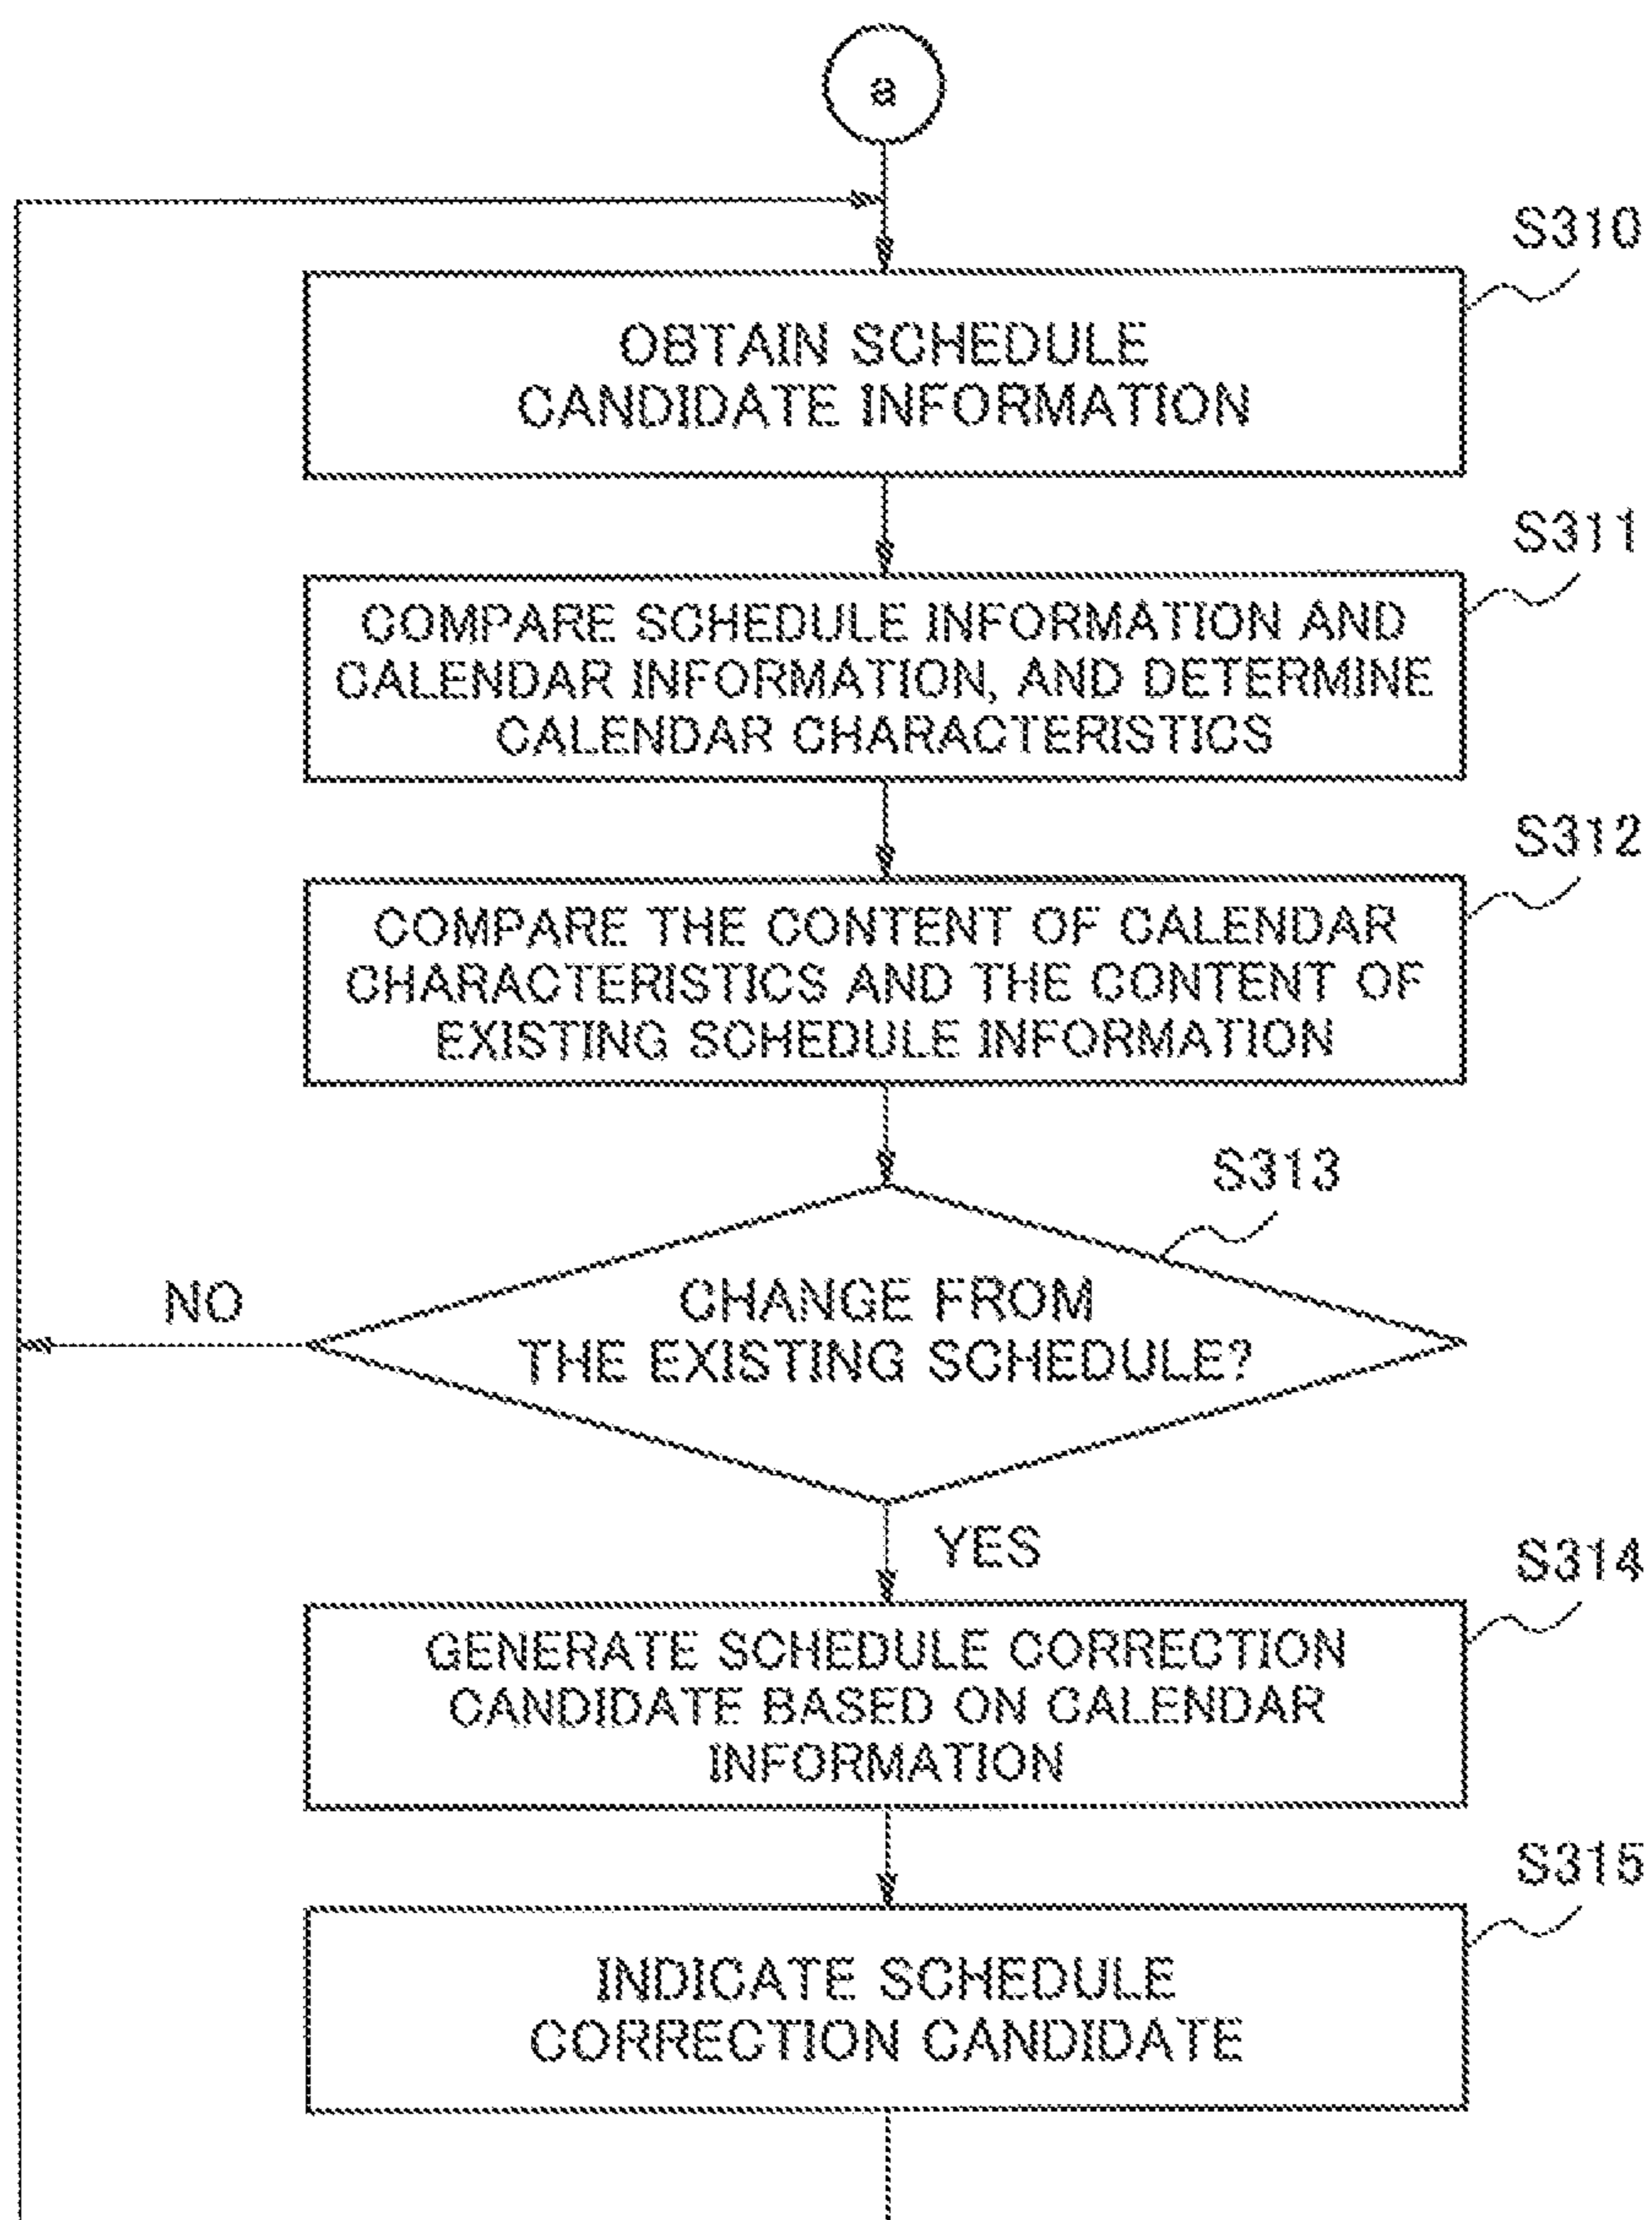 a
S310
OBTAIN SCHEDULE
CANDIDATE INFORMATION
S311
COMPARE SCHEDULE INFORMATION AND
CALENDAR INFORMATION, AND DETERMINE
CALENDAR CHARACTERISTICS
S312
COMPARE THE CONTENT OF CALENDAR
CHARACTERISTICS AND THE CONTENT OF
EXISTING SCHEDULE INFORMATION
S313
CHANGE FROM
THE EXISTING SCHEDULE?
NO
YES
S314
GENERATE SCHEDULE CORRECTION
CANDIDATE BASED ON CALENDAR
INFORMATION
S315
INDICATE SCHEDULE
CORRECTION CANDIDATE